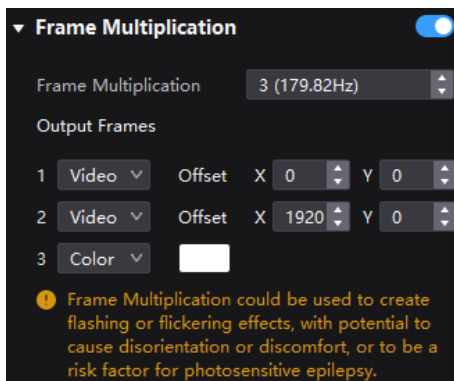 Frame Multiplication
Frame Multiplication 3 (179.82Hz)
Output Frames
1 Video Offset X 0 Y 0
2 Video Offset X 1920 Y 0
3 Color
Frame Multiplication could be used to create
flashing or flickering effects, with potential to
cause disorientation or discomfort, or to be a
risk factor for photosensitive epilepsy.